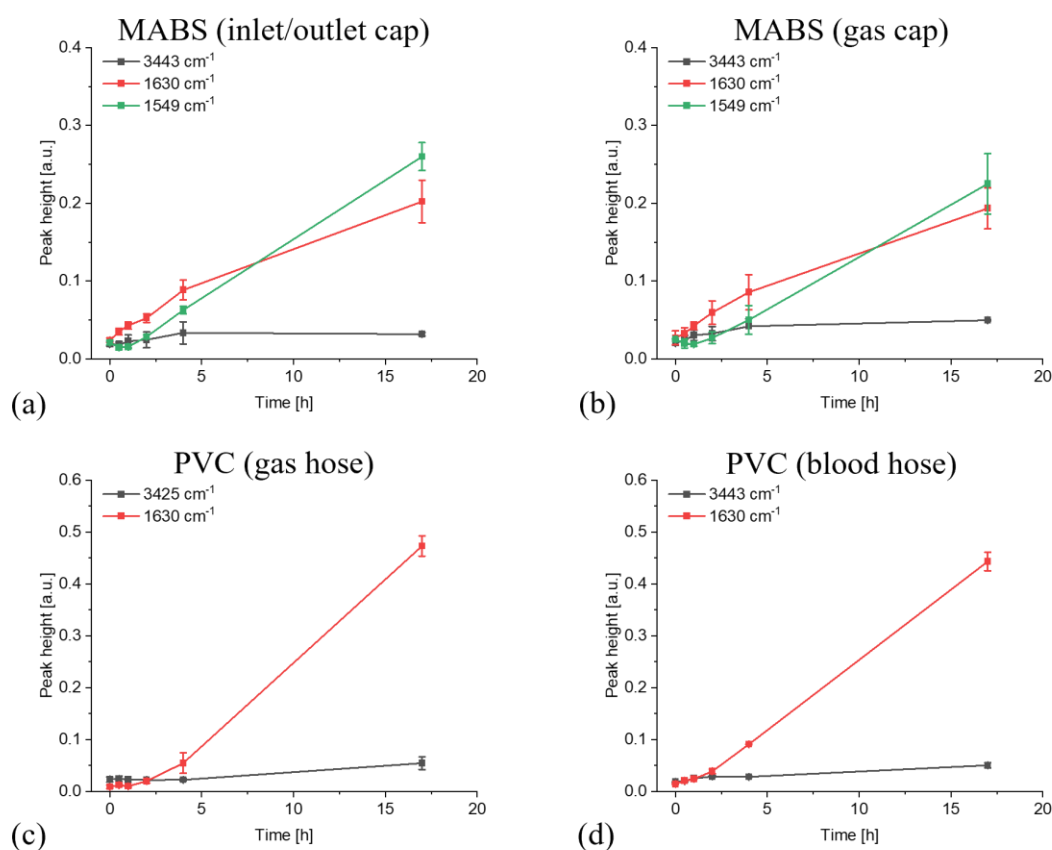 MABS (inlet/outlet cap)
0.4
0.3
0.2
0.1
0.0
Peak height [a.u.]
3443 cm⁻¹
1630 cm⁻¹
1549 cm⁻¹
0 5 10 15 20
Time [h]
(a)
MABS (gas cap)
0.4
0.3
0.2
0.1
0.0
Peak height [a.u.]
3443 cm⁻¹
1630 cm⁻¹
1549 cm⁻¹
0 5 10 15 20
Time [h]
(b)
PVC (gas hose)
0.6
0.5
0.4
0.3
0.2
0.1
0.0
Peak height [a.u.]
3425 cm⁻¹
1630 cm⁻¹
0 5 10 15 20
Time [h]
(c)
PVC (blood hose)
0.6
0.5
0.4
0.3
0.2
0.1
0.0
Peak height [a.u.]
3443 cm⁻¹
1630 cm⁻¹
0 5 10 15 20
Time [h]
(d)